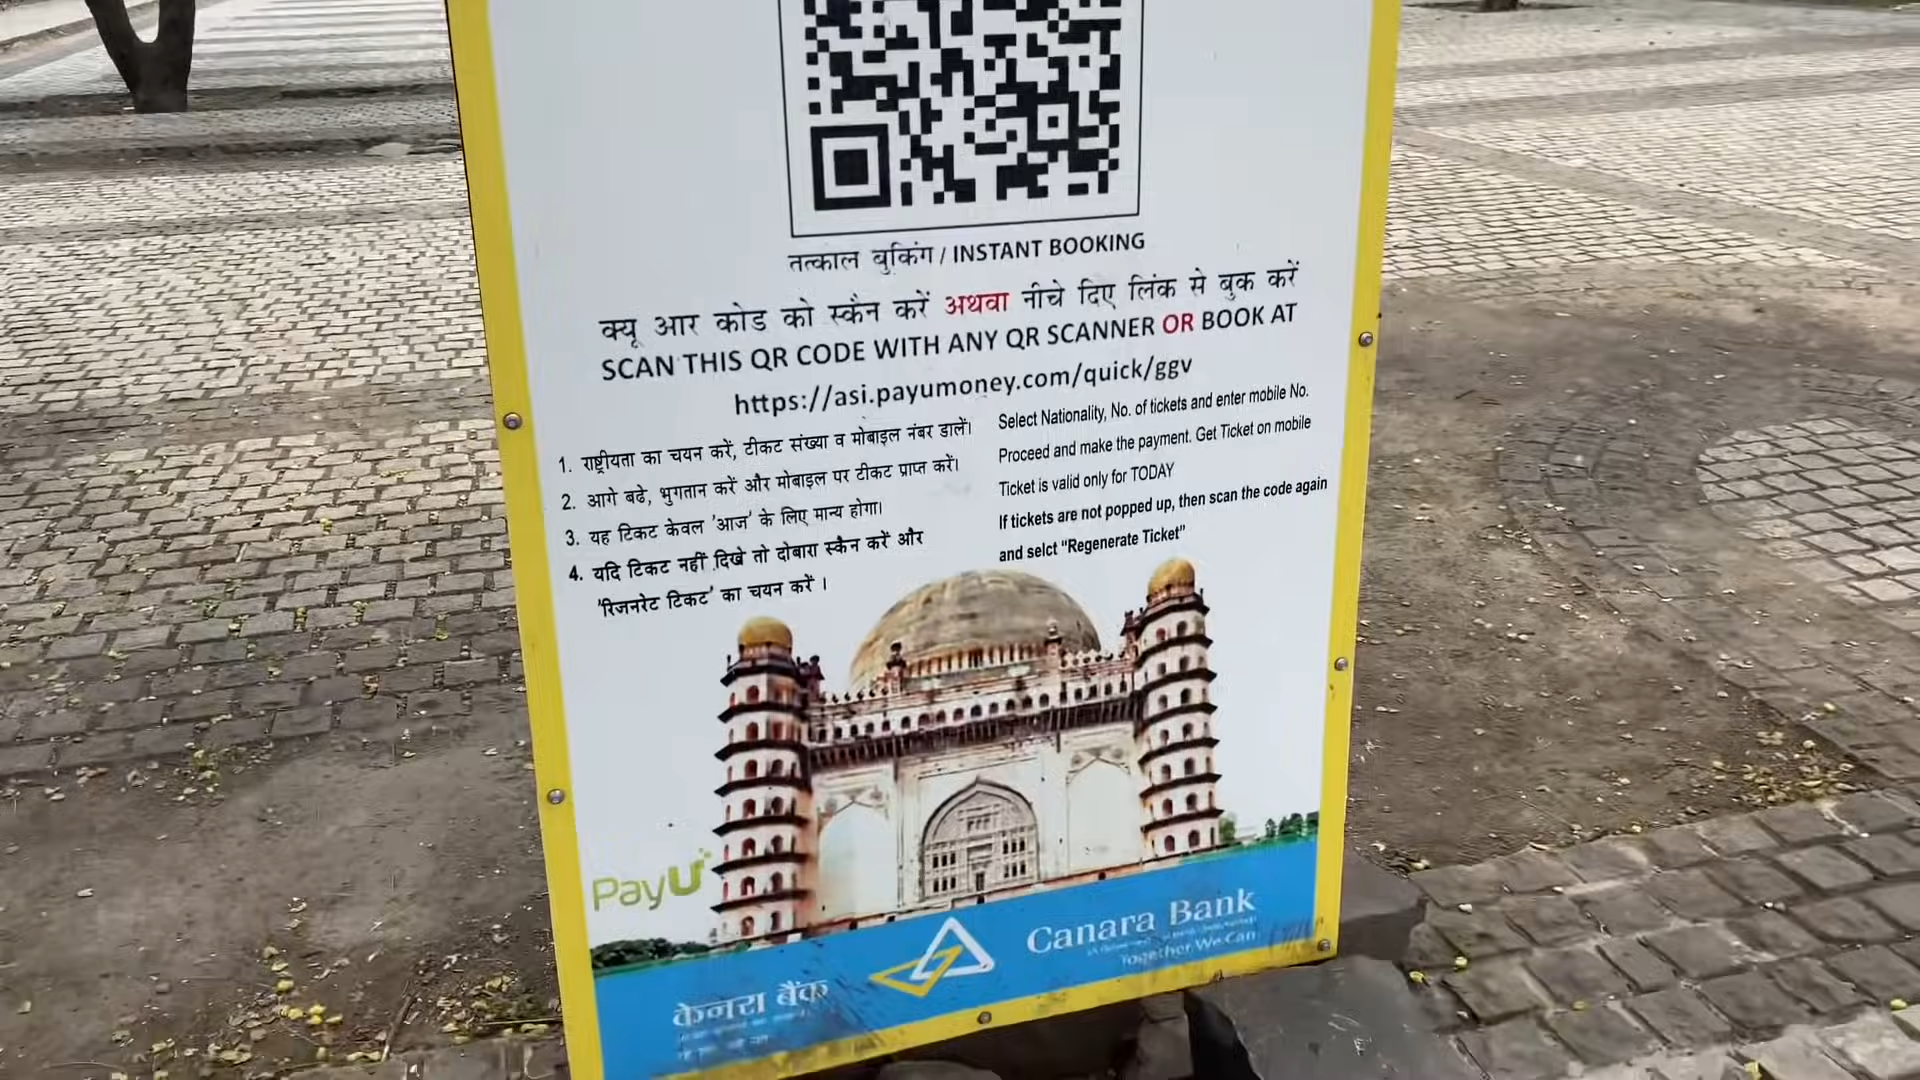 तत्काल बुकिंग / INSTANT BOOKING
क्यू आर कोड को स्कैन करें अथवा नीचे दिए लिंक से बुक करें
SCAN THIS QR CODE WITH ANY QR SCANNER OR BOOK AT
https://asi.payumoney.com/quick/ggv
1. राष्ट्रीयता का चयन करें, टीकट संख्या व मोबाइल नंबर डालें।
2. आगे बढे, भुगतान करें और मोबाइल पर टीकट प्राप्त करें।
3. यह टिकट केवल 'आज' के लिए मान्य होगा।
4. यदि टिकट नहीं दिखे तो दोबारा स्कैन करें और
'रिजनरेट टिकट' का चयन करें ।
Select Nationality, No. of tickets and enter mobile No.
Proceed and make the payment. Get Ticket on mobile
Ticket is valid only for TODAY
If tickets are not popped up, then scan the code again
and selct "Regenerate Ticket"
PayU
केनरा बैंक
Canara Bank
Together We Can